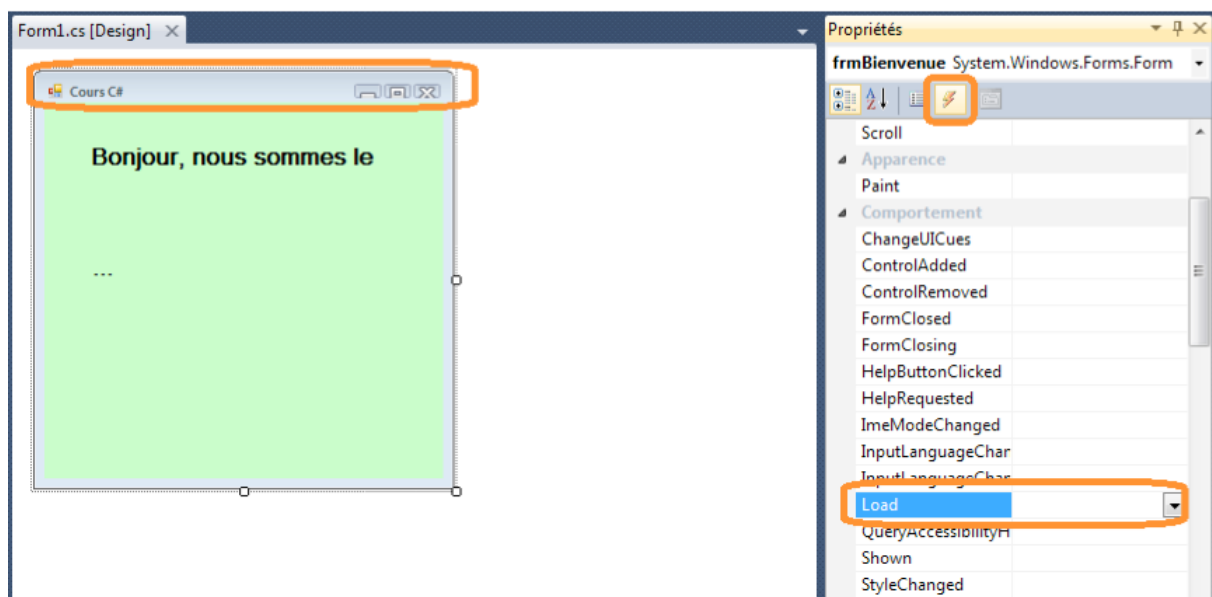 Form1.cs [Design]
Cours C#
Bonjour, nous sommes le
---
Propriétés
frmBienvenue System.Windows.Forms.Form
Scroll
Apparence
Paint
Comportement
ChangeUICues
ControlAdded
ControlRemoved
FormClosed
FormClosing
HelpButtonClicked
HelpRequested
ImeModeChanged
InputLanguageChar
InputLanguageChar
Load
QueryAccessibilityH
Shown
StyleChanged